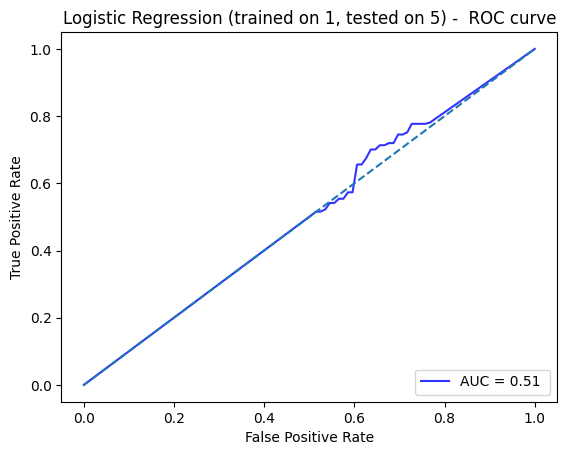 Logistic Regression (trained on 1, tested on 5) -  ROC curve
True Positive Rate
1.0
0.8
0.6
0.4
0.2
0.0
AUC = 0.51
0.0 0.2 0.4 0.6 0.8 1.0
False Positive Rate